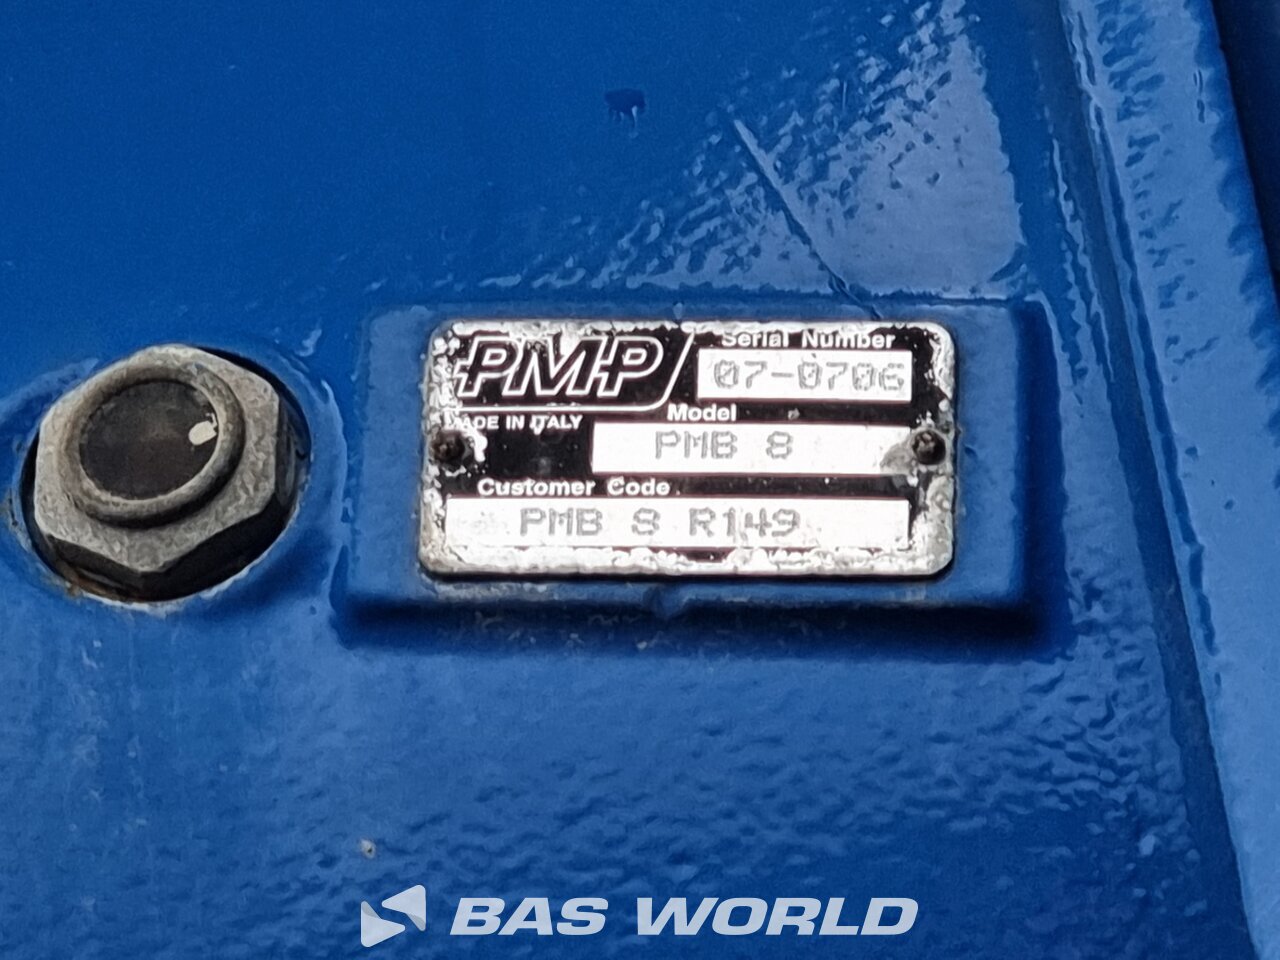 PMP
Serial Number
07-0706
MADE IN ITALY
Model
PMB 8
Customer Code
PMB 8 R149
BAS WORLD